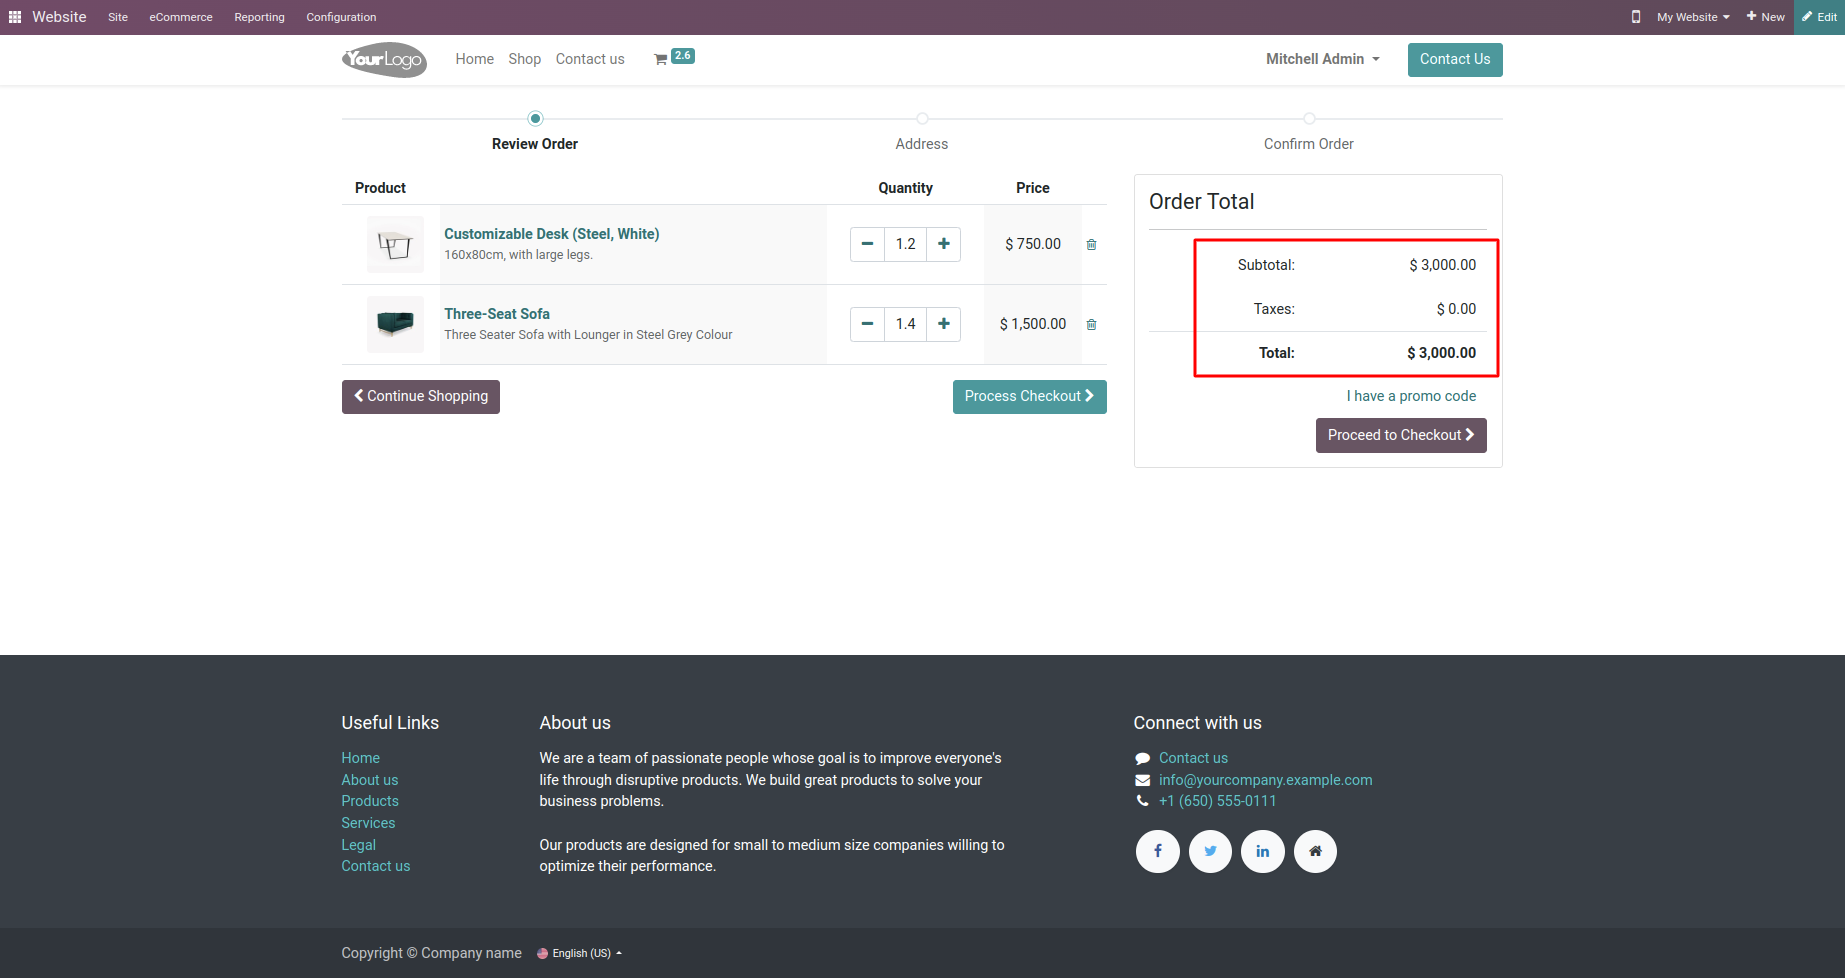 Website Site eCommerce Reporting Configuration My Website New Edit
YourLogo Home Shop Contact us 2.6 Mitchell Admin Contact Us
Review Order Address Confirm Order
Product Quantity Price
Customizable Desk (Steel, White)
160x80cm, with large legs.
1.2 $ 750.00
Three-Seat Sofa
Three Seater Sofa with Lounger in Steel Grey Colour
1.4 $ 1,500.00
Continue Shopping Process Checkout
Order Total
Subtotal: $ 3,000.00
Taxes: $ 0.00
Total: $ 3,000.00
I have a promo code
Proceed to Checkout
Useful Links
Home
About us
Products
Services
Legal
Contact us
About us
We are a team of passionate people whose goal is to improve everyone's
life through disruptive products. We build great products to solve your
business problems.
Our products are designed for small to medium size companies willing to
optimize their performance.
Connect with us
Contact us
info@yourcompany.example.com
+1 (650) 555-0111
Copyright © Company name English (US)